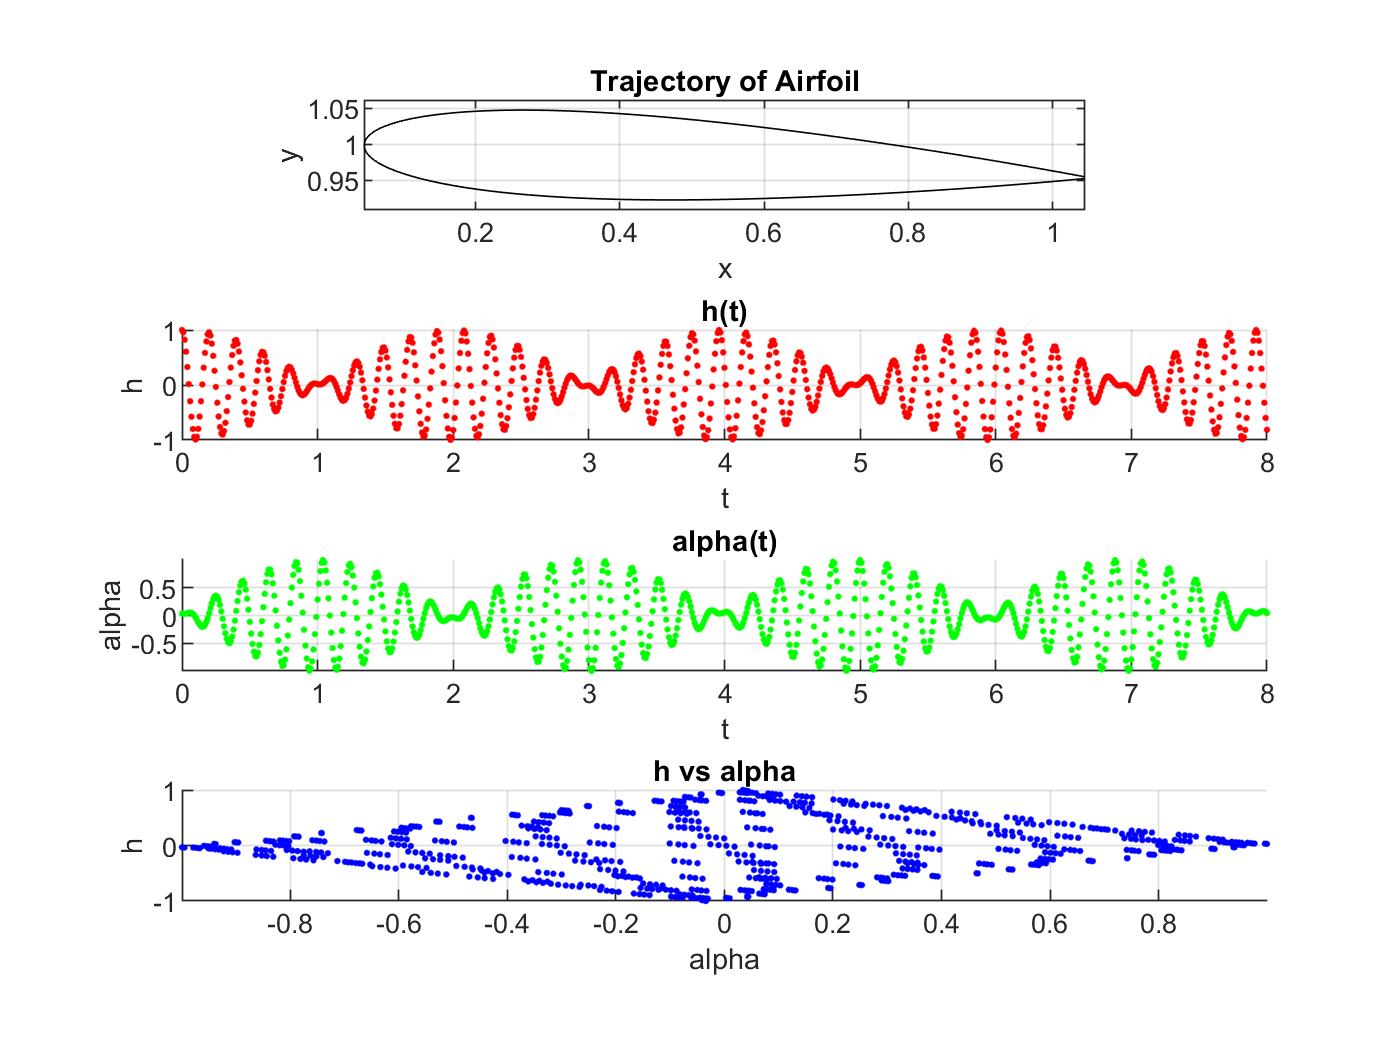 Trajectory of Airfoil
1.05
1
0.95
y
0.2 0.4 0.6 0.8 1
x
h(t)
1
0
-1
h
0 1 2 3 4 5 6 7 8
t
alpha(t)
0.5
0
-0.5
alpha
0 1 2 3 4 5 6 7 8
t
h vs alpha
1
0
-1
h
-0.8 -0.6 -0.4 -0.2 0 0.2 0.4 0.6 0.8
alpha